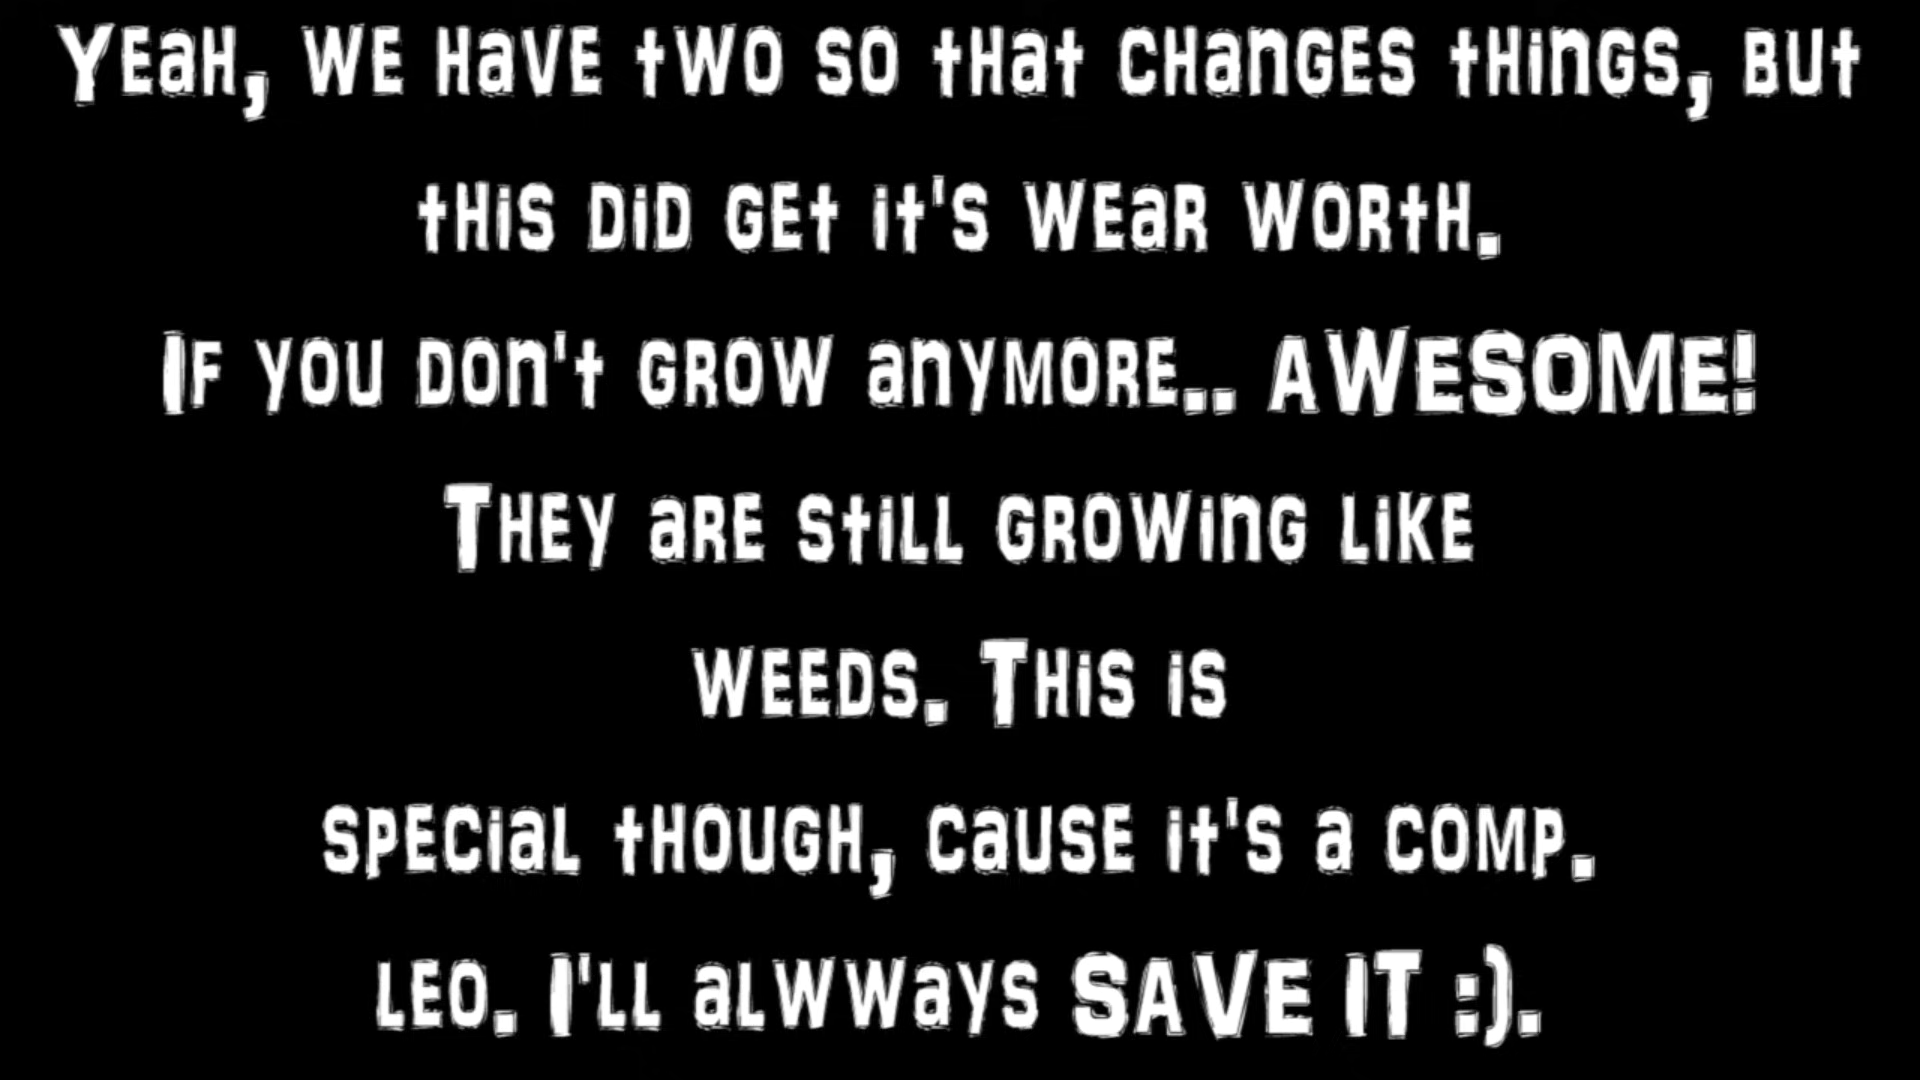 Yeah, we have two so that changes things, but
this did get it's wear worth.
If you don't grow anymore.. AWESOME!
They are still growing like
weeds. This is
special though, cause it's a comp.
leo. I'll alwways SAVE IT :).